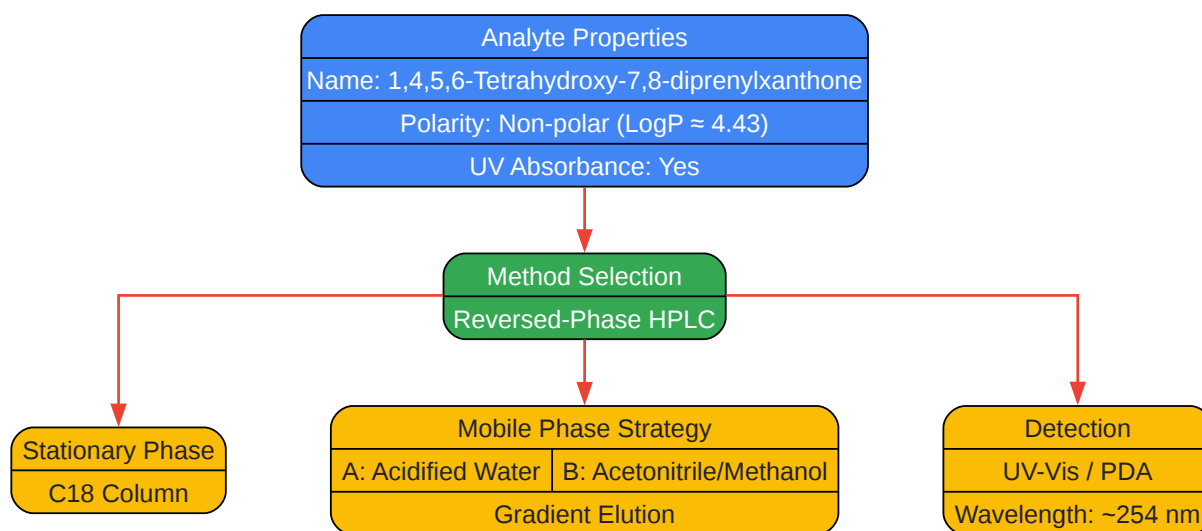 Analyte Properties
Name: 1,4,5,6-Tetrahydroxy-7,8-diprenylxanthone
Polarity: Non-polar (LogP ≈ 4.43)
UV Absorbance: Yes
Method Selection
Reversed-Phase HPLC
Stationary Phase
C18 Column
Mobile Phase Strategy
A: Acidified Water
B: Acetonitrile/Methanol
Gradient Elution
Detection
UV-Vis / PDA
Wavelength: ~254 nm